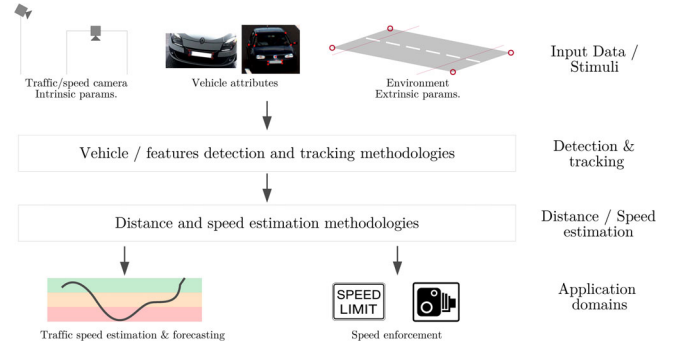 Input Data /
Stimuli
Traffic/speed camera
Intrinsic params.
Vehicle attributes
Environment
Extrinsic params.
Vehicle / features detection and tracking methodologies
Detection &
tracking
Distance and speed estimation methodologies
Distance / Speed
estimation
SPEED
LIMIT
Application
domains
Traffic speed estimation & forecasting
Speed enforcement